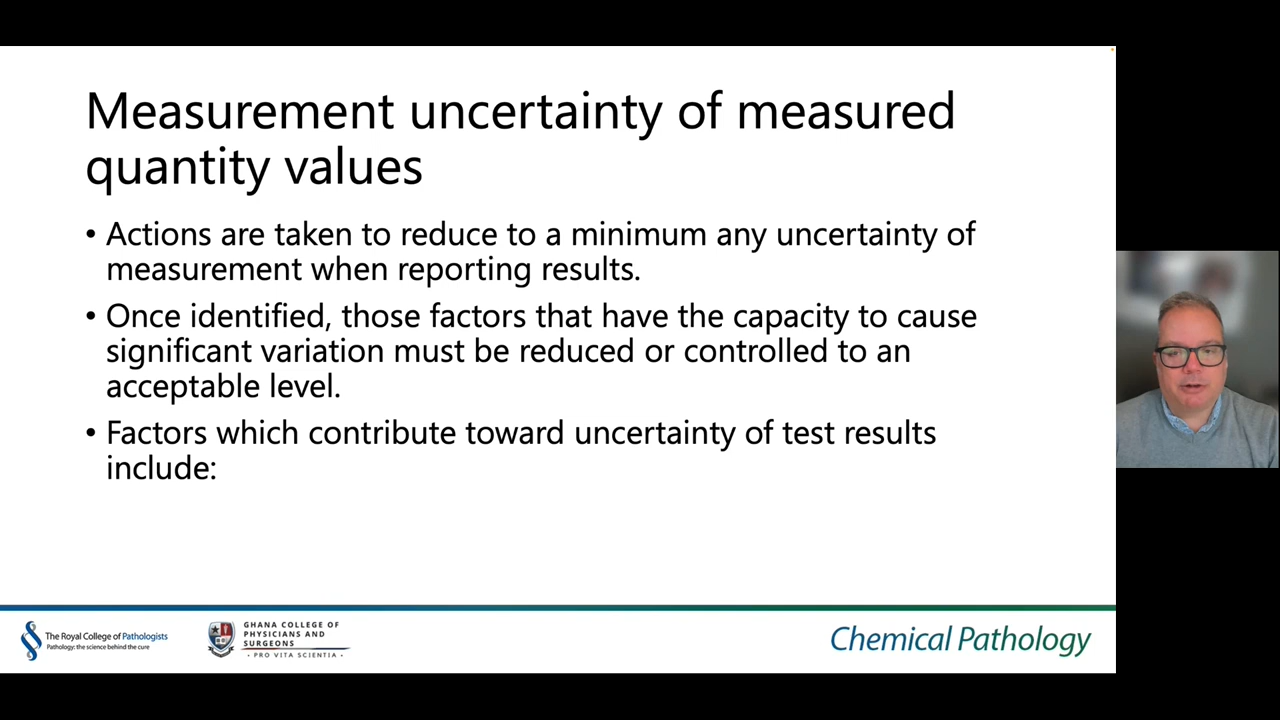 Measurement uncertainty of measured
quantity values
• Actions are taken to reduce to a minimum any uncertainty of
measurement when reporting results.
• Once identified, those factors that have the capacity to cause
significant variation must be reduced or controlled to an
acceptable level.
• Factors which contribute toward uncertainty of test results
include:
The Royal College of Pathologists
Pathology: the science behind the cure
GHANA COLLEGE OF
PHYSICIANS AND
SURGEONS
• PRO VITA SCIENTIA •
Chemical Pathology